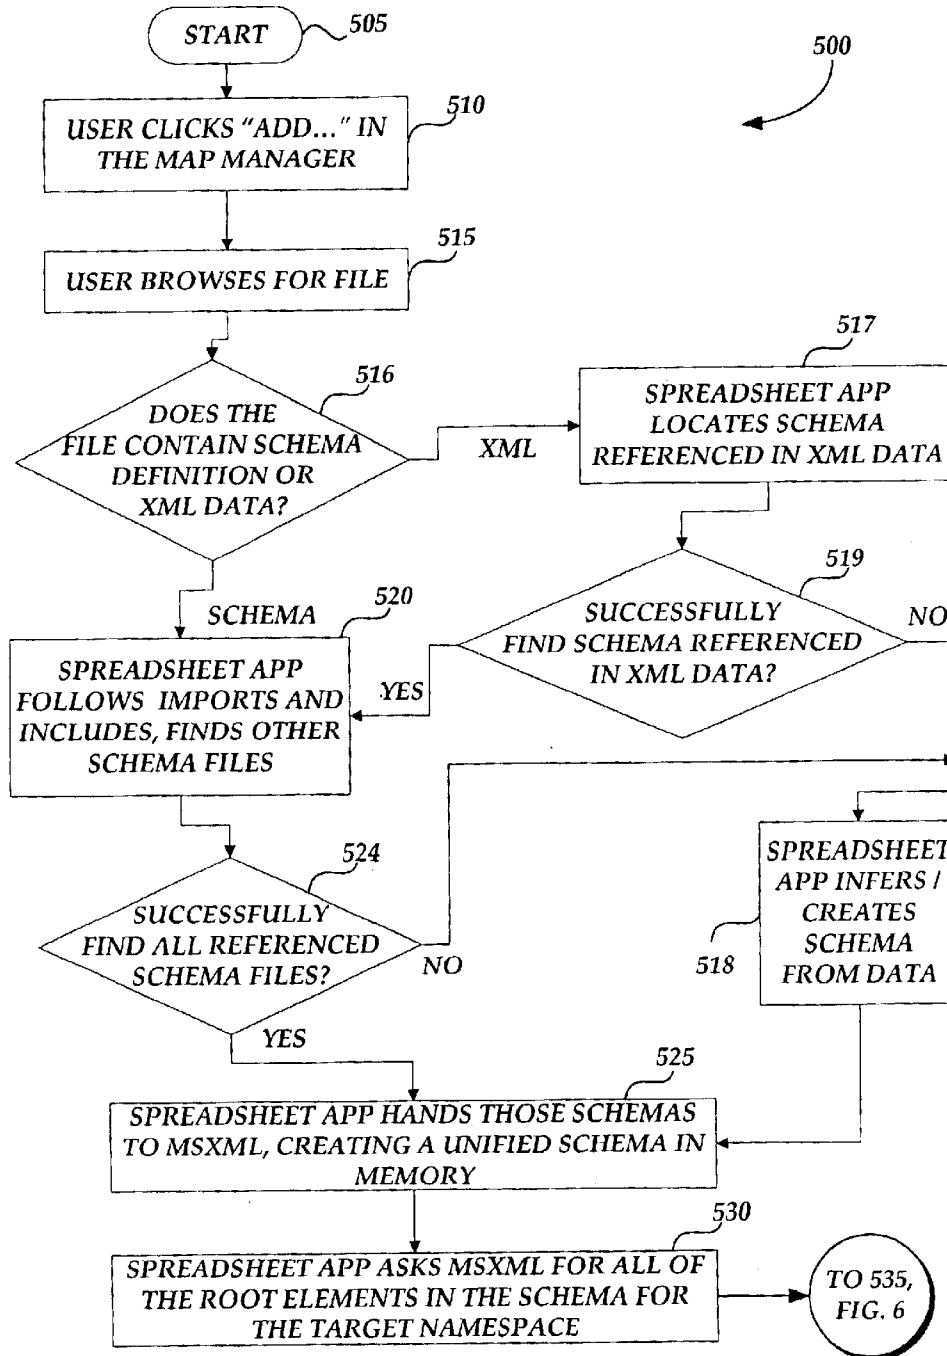 START
505
500
510
USER CLICKS "ADD..." IN
THE MAP MANAGER
515
USER BROWSES FOR FILE
516
DOES THE
FILE CONTAIN SCHEMA
DEFINITION OR
XML DATA?
XML
517
SPREADSHEET APP
LOCATES SCHEMA
REFERENCED IN XML DATA
519
SUCCESSFULLY
FIND SCHEMA REFERENCED
IN XML DATA?
NO
YES
SCHEMA
520
SPREADSHEET APP
FOLLOWS IMPORTS AND
INCLUDES, FINDS OTHER
SCHEMA FILES
524
SUCCESSFULLY
FIND ALL REFERENCED
SCHEMA FILES?
NO
YES
518
SPREADSHEET
APP INFERS /
CREATES
SCHEMA
FROM DATA
525
SPREADSHEET APP HANDS THOSE SCHEMAS
TO MSXML, CREATING A UNIFIED SCHEMA IN
MEMORY
530
SPREADSHEET APP ASKS MSXML FOR ALL OF
THE ROOT ELEMENTS IN THE SCHEMA FOR
THE TARGET NAMESPACE
TO 535,
FIG. 6